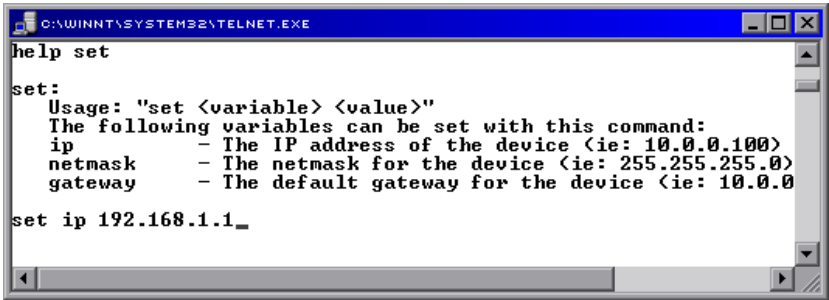 C:\WINNT\SYSTEM32\TELNET.EXE
help set
set:
Usage: "set <variable> <value>"
The following variables can be set with this command:
ip - The IP address of the device (ie: 10.0.0.100)
netmask - The netmask for the device (ie: 255.255.255.0)
gateway - The default gateway for the device (ie: 10.0.0
set ip 192.168.1.1_